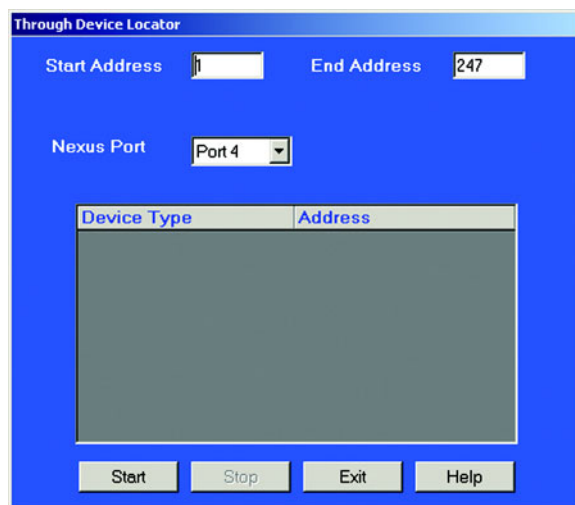 Through Device Locator
Start Address 1 End Address 247
Nexus Port Port 4
Device Type Address
Start Stop Exit Help